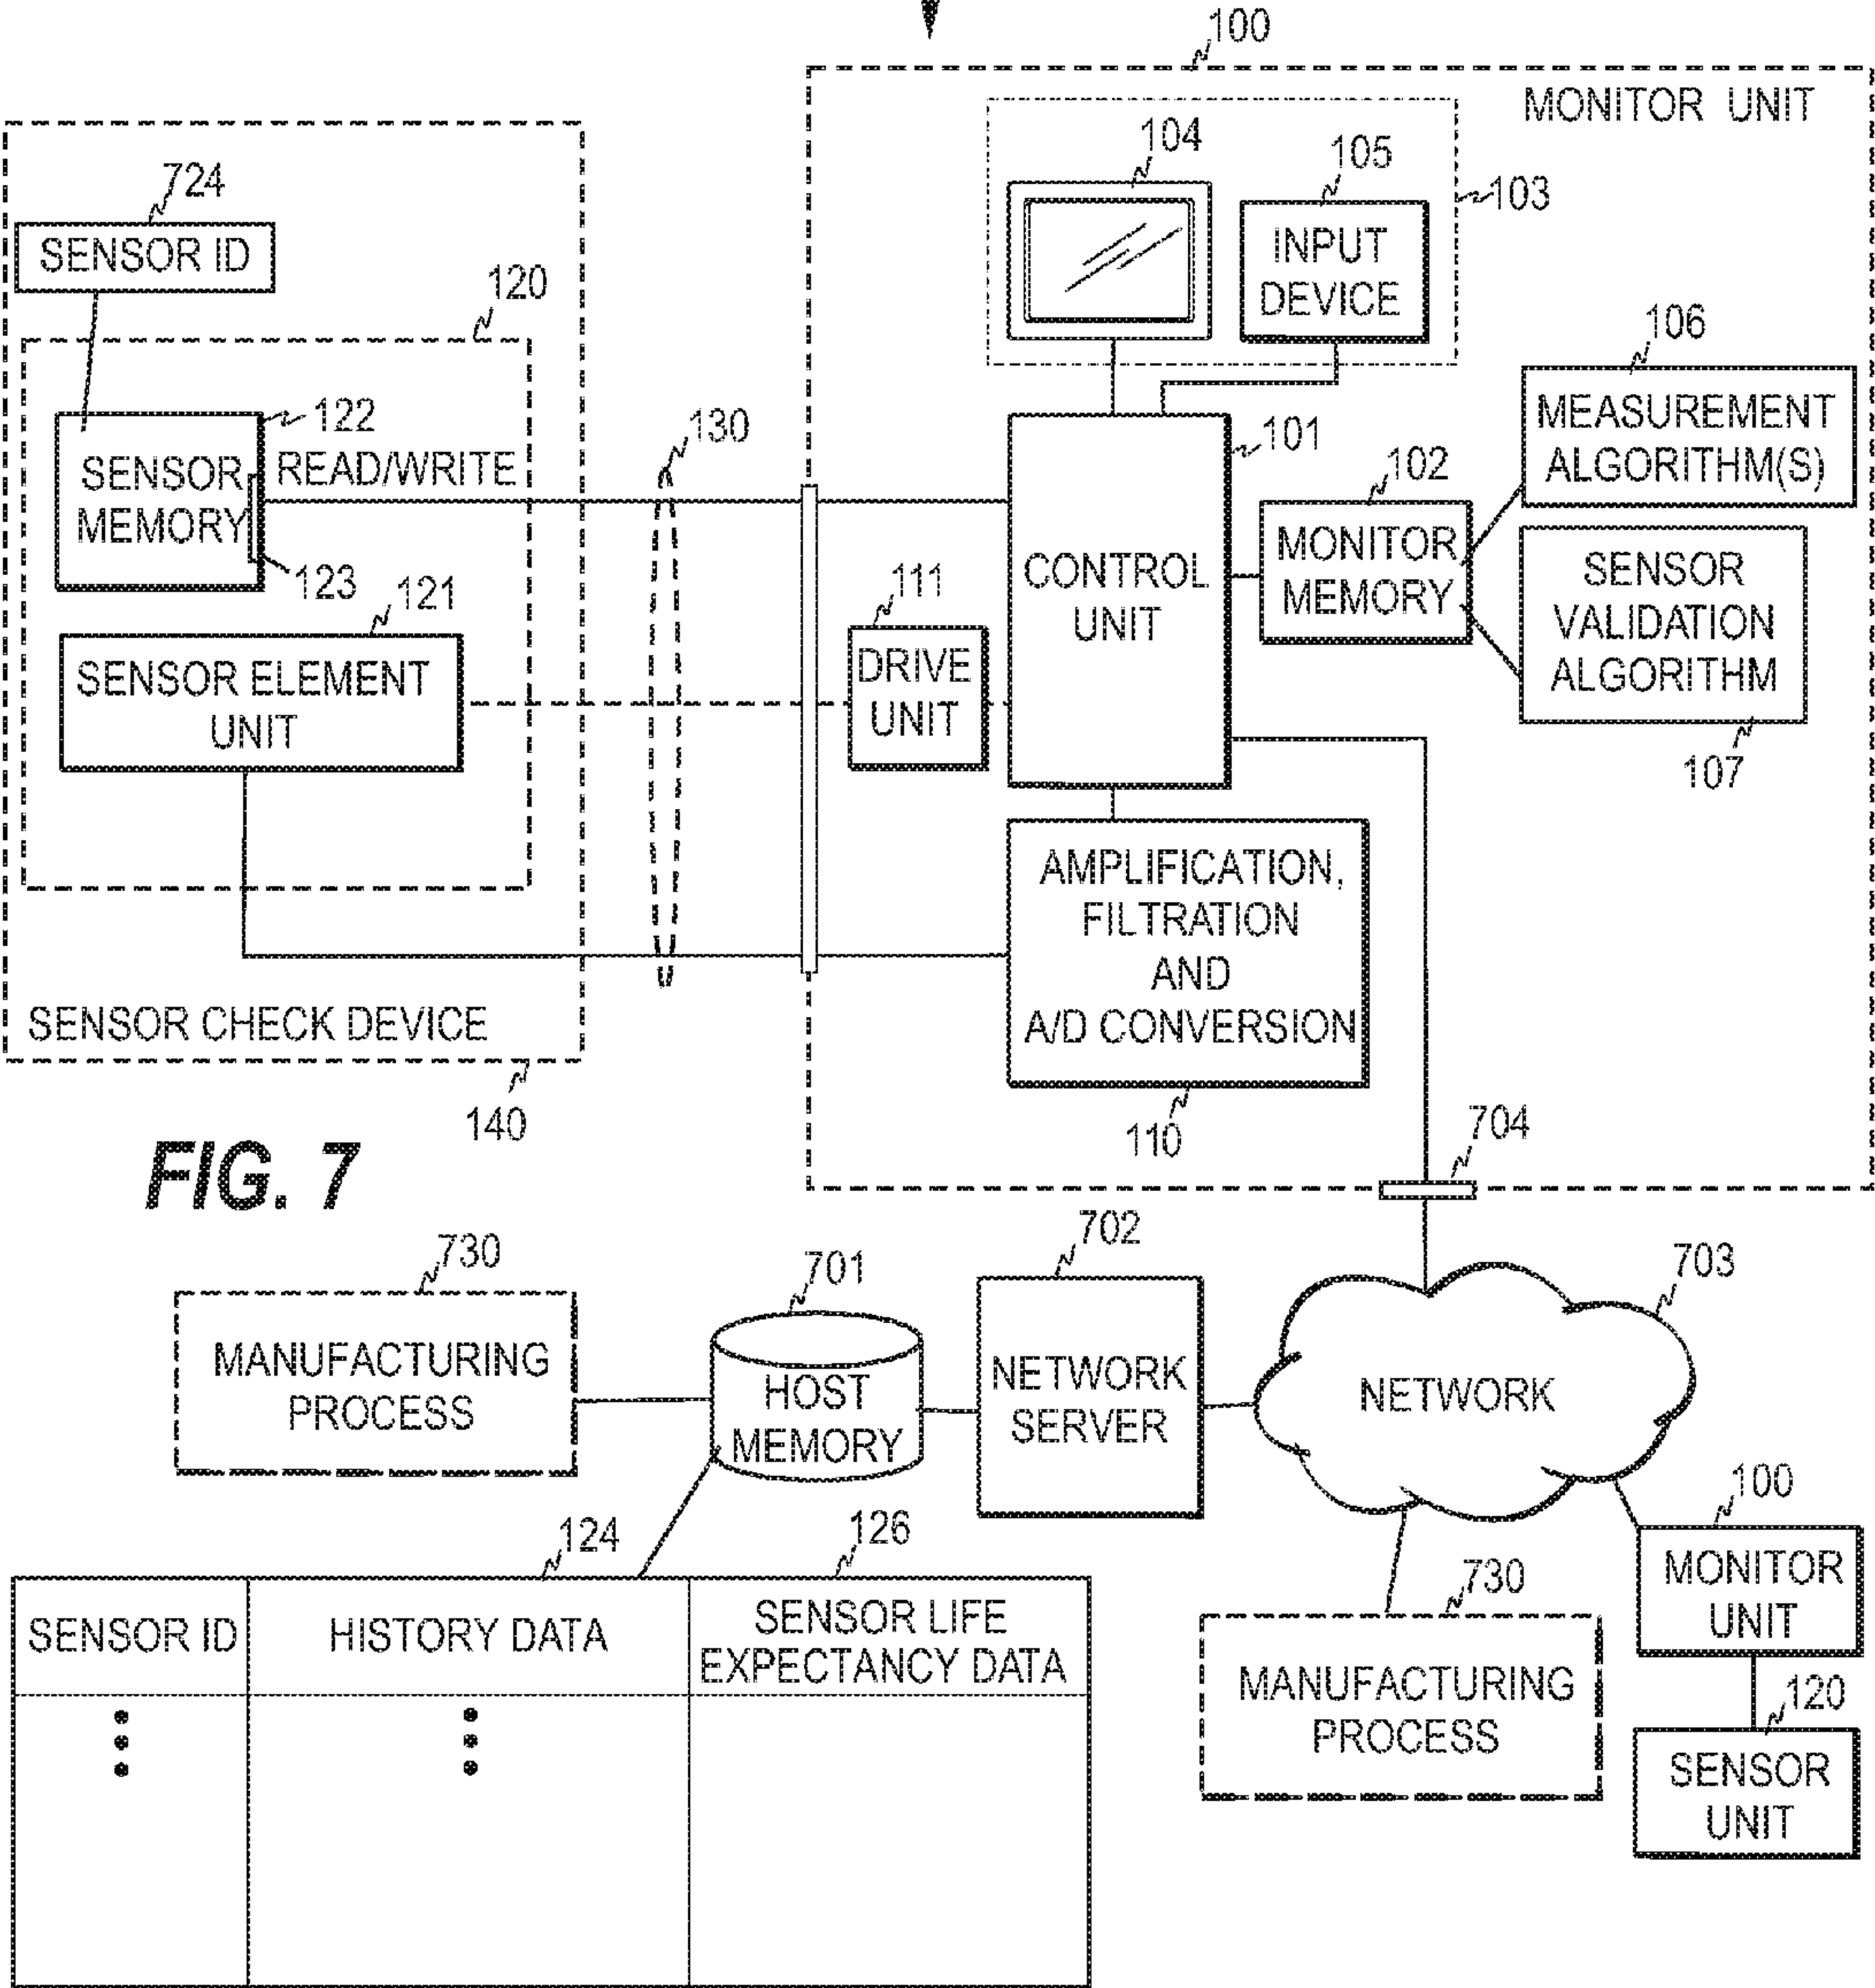 100
MONITOR UNIT
104
105
103
INPUT
DEVICE
724
SENSOR ID
120
122
SENSOR
MEMORY
READ/WRITE
123
121
SENSOR ELEMENT
UNIT
130
101
CONTROL
UNIT
102
MONITOR
MEMORY
106
MEASUREMENT
ALGORITHM(S)
SENSOR
VALIDATION
ALGORITHM
107
111
DRIVE
UNIT
AMPLIFICATION,
FILTRATION
AND
A/D CONVERSION
110
SENSOR CHECK DEVICE
140
FIG. 7
704
730
MANUFACTURING
PROCESS
701
HOST
MEMORY
702
NETWORK
SERVER
703
NETWORK
124
126
SENSOR ID
HISTORY DATA
SENSOR LIFE
EXPECTANCY DATA
730
MANUFACTURING
PROCESS
100
MONITOR
UNIT
120
SENSOR
UNIT